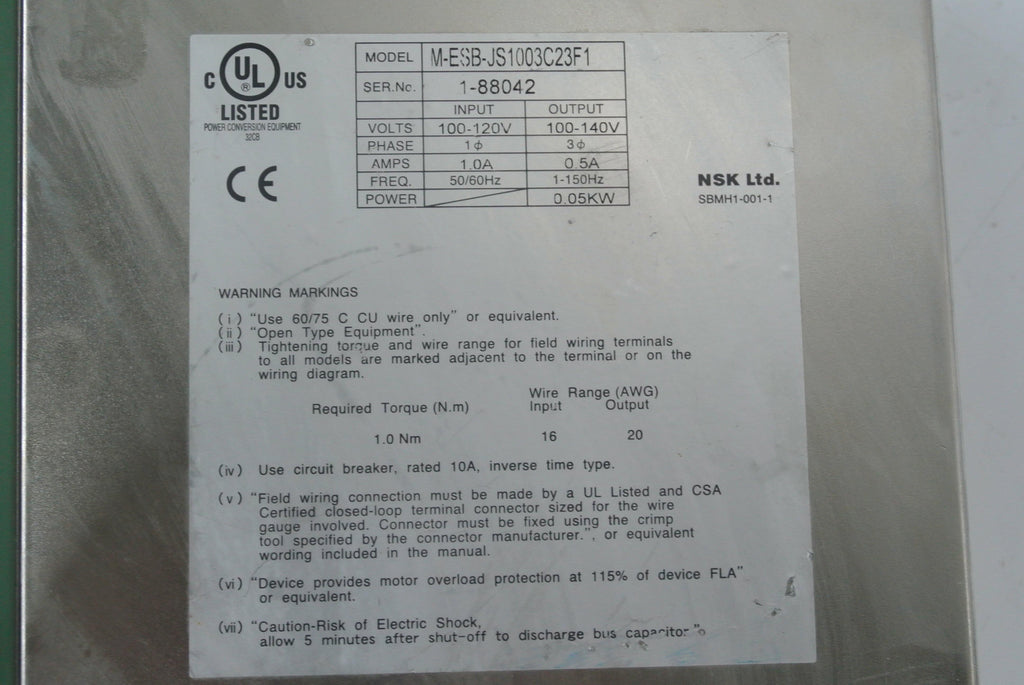 C UL US
®
LISTED
POWER CONVERSION EQUIPMENT
32CB
CE
MODEL M-ESB-JS1003C23F1
SER.No. 1-88042
INPUT OUTPUT
VOLTS 100-120V 100-140V
PHASE 1ϕ 3ϕ
AMPS 1.0A 0.5A
FREQ. 50/60Hz 1-150Hz
POWER 0.05KW
NSK Ltd.
SBMH1-001-1
WARNING MARKINGS
(i) "Use 60/75 C CU wire only" or equivalent.
(ii) "Open Type Equipment".
(iii) Tightening torque and wire range for field wiring terminals
to all models are marked adjacent to the terminal or on the
wiring diagram.
Wire Range (AWG)
Required Torque (N.m) Input Output
1.0 Nm 16 20
(iv) Use circuit breaker, rated 10A, inverse time type.
(v) "Field wiring connection must be made by a UL Listed and CSA
Certified closed-loop terminal connector sized for the wire
gauge involved. Connector must be fixed using the crimp
tool specified by the connector manufacturer.", or equivalent
wording included in the manual.
(vi) "Device provides motor overload protection at 115% of device FLA"
or equivalent.
(vii) "Caution-Risk of Electric Shock,
allow 5 minutes after shut-off to discharge bus capacitor".